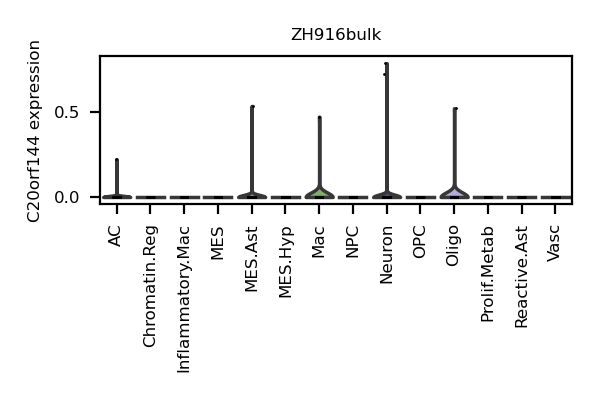 ZH916bulk
C20orf144 expression
0.5
0.0
AC
Chromatin.Reg
Inflammatory.Mac
MES
MES.Ast
MES.Hyp
Mac
NPC
Neuron
OPC
Oligo
Prolif.Metab
Reactive.Ast
Vasc